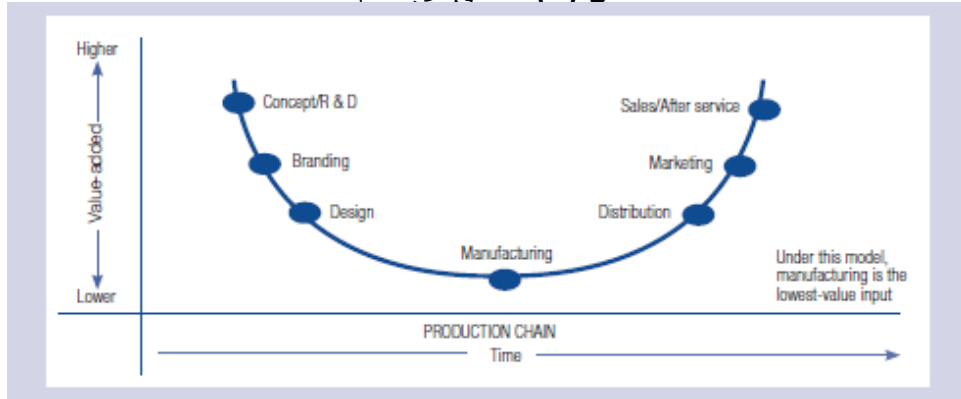 Higher
Value-added
Lower
Concept/R & D
Branding
Design
Manufacturing
Distribution
Marketing
Sales/After service
Under this model,
manufacturing is the
lowest-value input
PRODUCTION CHAIN
Time